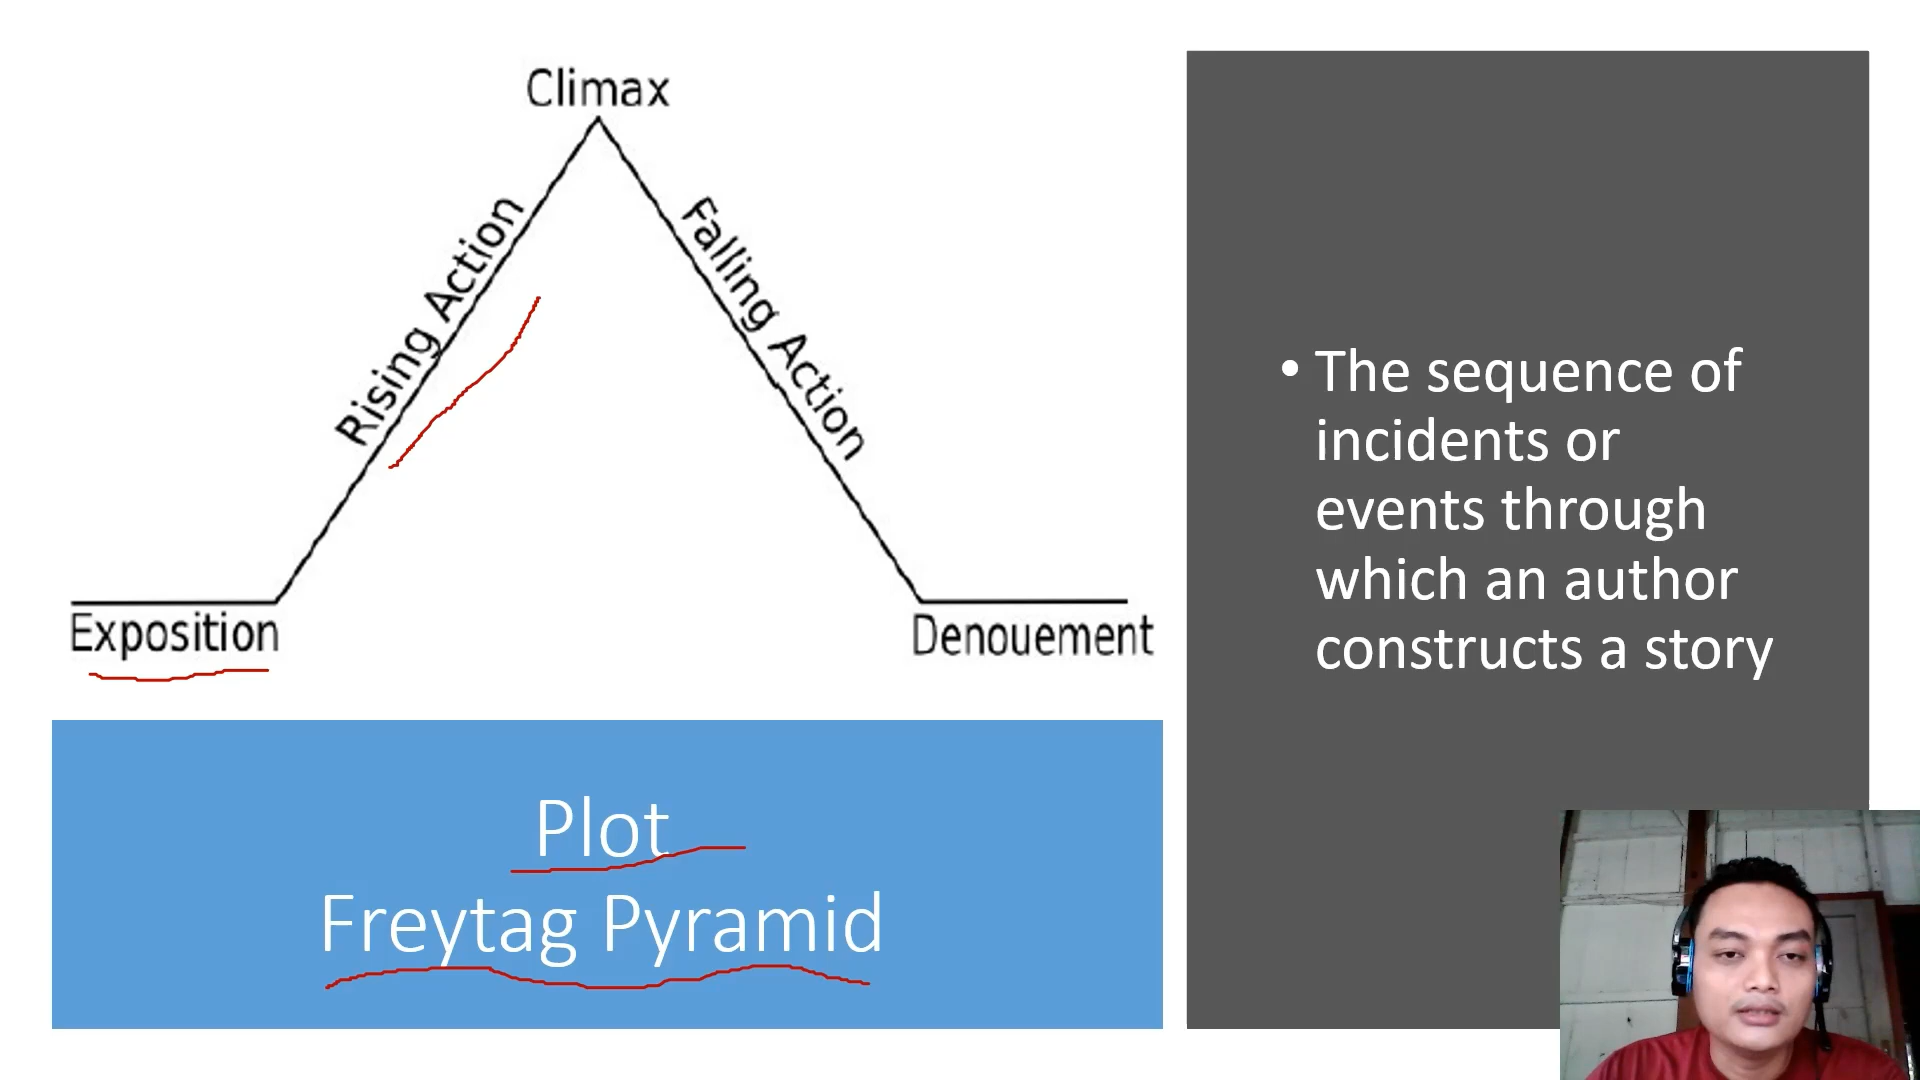 Climax
Rising Action
Falling Action
Exposition
Denouement
Plot
Freytag Pyramid
• The sequence of
incidents or
events through
which an author
constructs a story